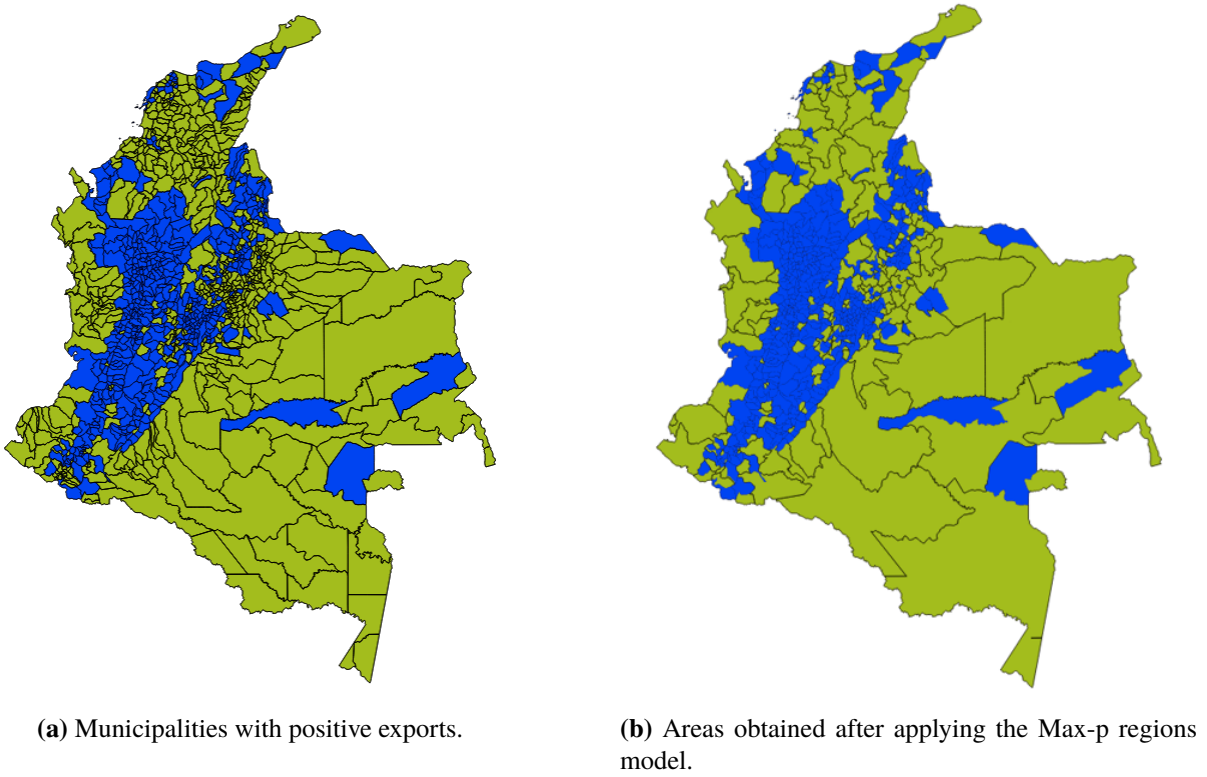 (a) Municipalities with positive exports.
(b) Areas obtained after applying the Max-p regions
model.